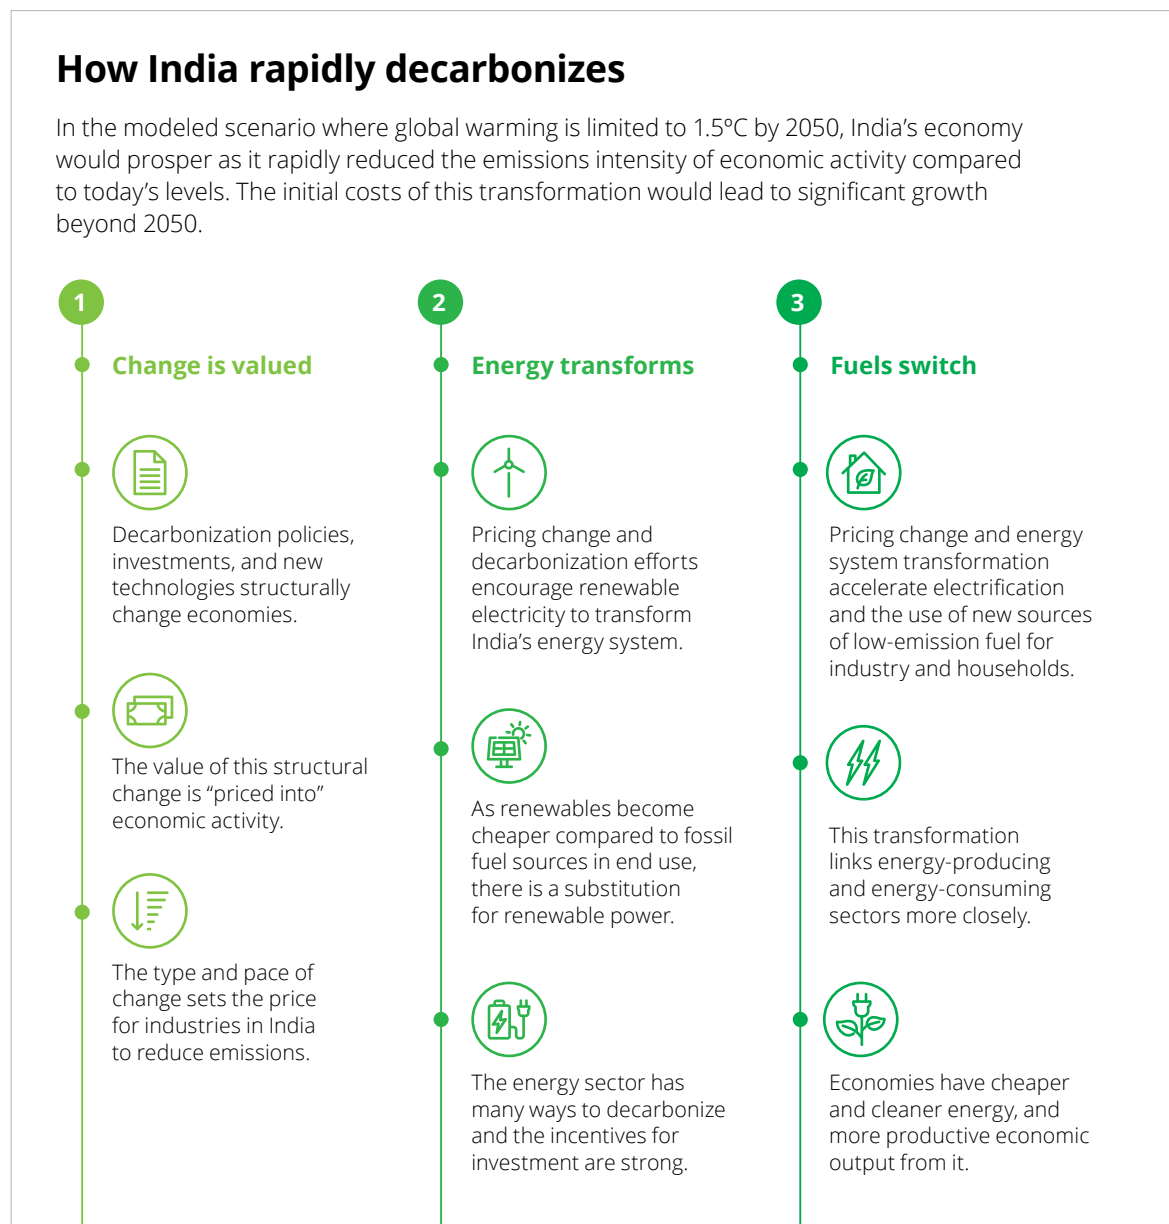 How India rapidly decarbonizes
In the modeled scenario where global warming is limited to 1.5ºC by 2050, India’s economy
would prosper as it rapidly reduced the emissions intensity of economic activity compared
to today’s levels. The initial costs of this transformation would lead to significant growth
beyond 2050.
1
Change is valued
Decarbonization policies,
investments, and new
technologies structurally
change economies.
The value of this structural
change is “priced into”
economic activity.
The type and pace of
change sets the price
for industries in India
to reduce emissions.
2
Energy transforms
Pricing change and
decarbonization efforts
encourage renewable
electricity to transform
India’s energy system.
As renewables become
cheaper compared to fossil
fuel sources in end use,
there is a substitution
for renewable power.
The energy sector has
many ways to decarbonize
and the incentives for
investment are strong.
3
Fuels switch
Pricing change and energy
system transformation
accelerate electrification
and the use of new sources
of low-emission fuel for
industry and households.
This transformation
links energy-producing
and energy-consuming
sectors more closely.
Economies have cheaper
and cleaner energy, and
more productive economic
output from it.